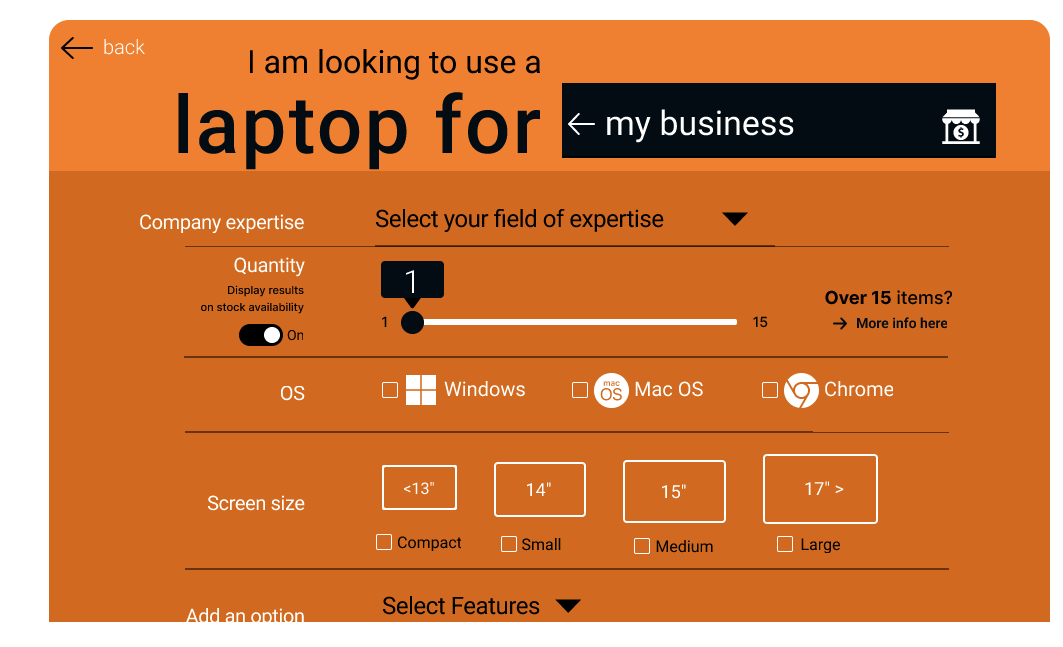 back
I am looking to use a
laptop for
my business
Company expertise
Select your field of expertise
Quantity
Display results
on stock availability
On
1
1
15
Over 15 items?
More info here
OS
Windows
mac
OS
Mac OS
Chrome
Screen size
<13"
14"
15"
17" >
Compact
Small
Medium
Large
Add an option
Select Features